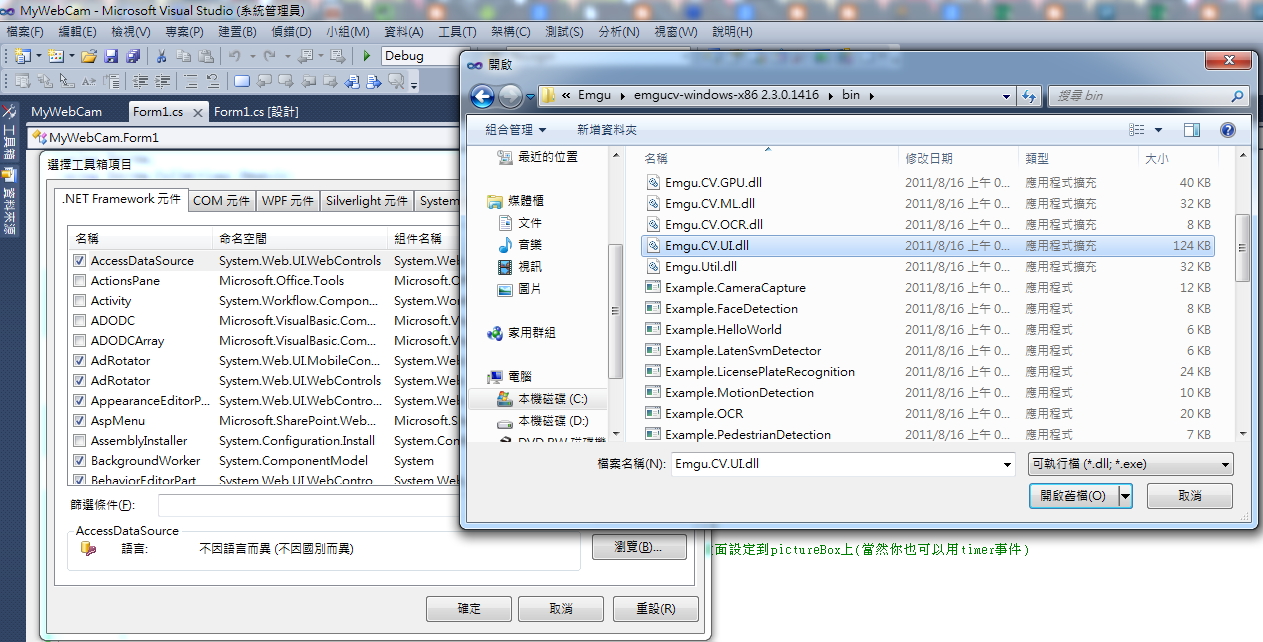 MyWebCam - Microsoft Visual Studio (系統管理員)
檔案(F) 編輯(E) 檢視(V) 專案(P) 建置(B) 偵錯(D) 小組(M) 資料(A) 工具(T) 架構(C) 測試(S) 分析(N) 視窗(W) 說明(H)
Debug
MyWebCam Form1.cs Form1.cs [設計]
MyWebCam.Form1
工具箱
資料來源
選擇工具箱項目
.NET Framework 元件 COM 元件 WPF 元件 Silverlight 元件 System
名稱 命名空間 組件名稱
AccessDataSource System.Web.UI.WebControls System.Web
ActionsPane Microsoft.Office.Tools Microsoft.O
Activity System.Workflow.Compon... System.Wo
ADODC Microsoft.VisualBasic.Com... Microsoft.Vi
ADODCArray Microsoft.VisualBasic.Com... Microsoft.Vi
AdRotator System.Web.UI.MobileCon... System.We
AdRotator System.Web.UI.WebControls System.We
AppearanceEditorP... System.Web.UI.WebContro... System.We
AspMenu Microsoft.SharePoint.Web... Microsoft.S
AssemblyInstaller System.Configuration.Install System.Con
BackgroundWorker System.ComponentModel System
BehaviorEditorPart System.Web.UI.WebContro... System.We
篩選條件(F):
AccessDataSource
語言: 不因語言而異 (不因國別而異)
瀏覽(B)...
確定 取消 重設(R)
面設定到pictureBox上(當然你也可以用timer事件)
開啟
« Emgu emgucv-windows-x86 2.3.0.1416 bin
搜尋 bin
組合管理 新增資料夾
最近的位置
媒體櫃
文件
音樂
視訊
圖片
家用群組
電腦
本機磁碟 (C:)
本機磁碟 (D:)
DVD RW 磁碟機
名稱 修改日期 類型 大小
Emgu.CV.GPU.dll 2011/8/16 上午 0... 應用程式擴充 40 KB
Emgu.CV.ML.dll 2011/8/16 上午 0... 應用程式擴充 32 KB
Emgu.CV.OCR.dll 2011/8/16 上午 0... 應用程式擴充 8 KB
Emgu.CV.UI.dll 2011/8/16 上午 0... 應用程式擴充 124 KB
Emgu.Util.dll 2011/8/16 上午 0... 應用程式擴充 32 KB
Example.CameraCapture 2011/8/16 上午 0... 應用程式 12 KB
Example.FaceDetection 2011/8/16 上午 0... 應用程式 8 KB
Example.HelloWorld 2011/8/16 上午 0... 應用程式 6 KB
Example.LatenSvmDetector 2011/8/16 上午 0... 應用程式 6 KB
Example.LicensePlateRecognition 2011/8/16 上午 0... 應用程式 24 KB
Example.MotionDetection 2011/8/16 上午 0... 應用程式 10 KB
Example.OCR 2011/8/16 上午 0... 應用程式 20 KB
Example.PedestrianDetection 2011/8/16 上午 0... 應用程式 7 KB
檔案名稱(N): Emgu.CV.UI.dll 可執行檔 (*.dll; *.exe)
開啟舊檔(O) 取消